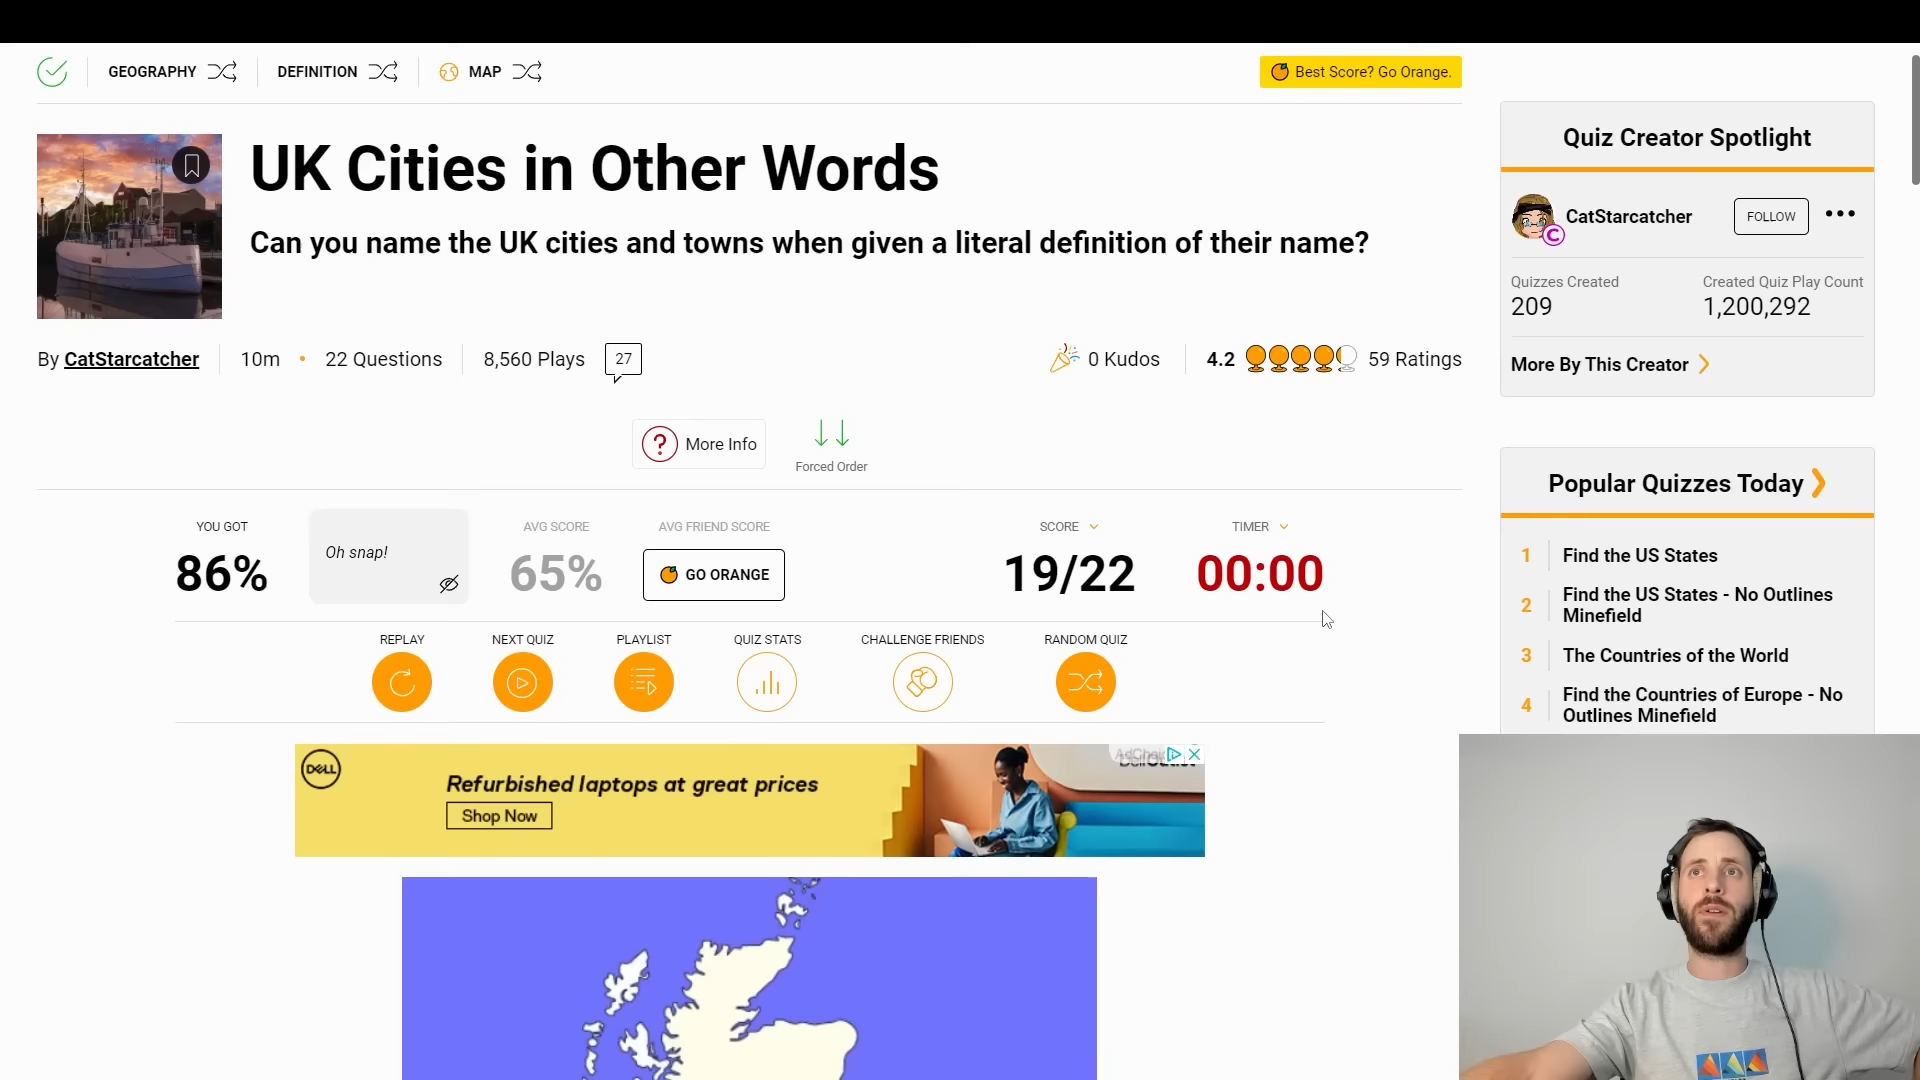 GEOGRAPHY
DEFINITION
MAP
Best Score? Go Orange.
UK Cities in Other Words
Can you name the UK cities and towns when given a literal definition of their name?
By CatStarcatcher
10m • 22 Questions
8,560 Plays
27
0 Kudos
4.2
59 Ratings
More Info
Forced Order
YOU GOT
86%
Oh snap!
AVG SCORE
65%
AVG FRIEND SCORE
GO ORANGE
SCORE
19/22
TIMER
00:00
REPLAY
NEXT QUIZ
PLAYLIST
QUIZ STATS
CHALLENGE FRIENDS
RANDOM QUIZ
DELL
Refurbished laptops at great prices
Shop Now
Quiz Creator Spotlight
CatStarcatcher
FOLLOW
Quizzes Created
209
Created Quiz Play Count
1,200,292
More By This Creator
Popular Quizzes Today
1 Find the US States
2 Find the US States - No Outlines
Minefield
3 The Countries of the World
4 Find the Countries of Europe - No
Outlines Minefield